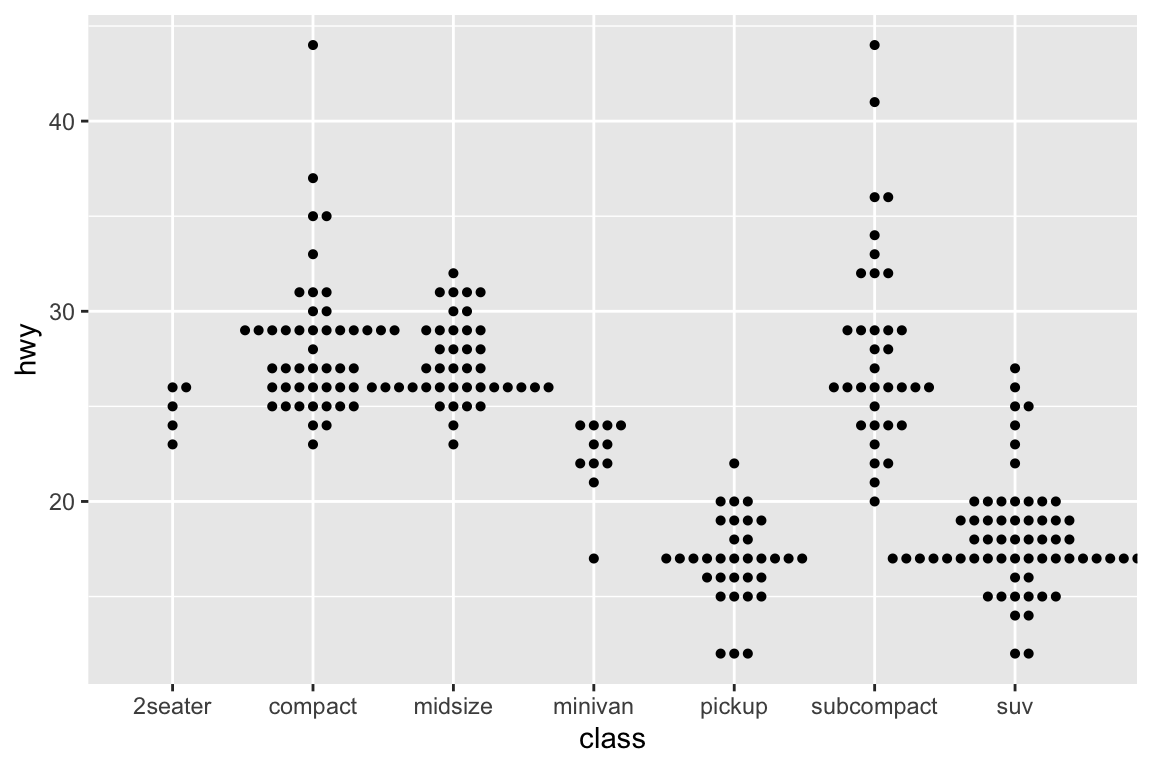 hwy
40
30
20
2seater compact midsize minivan pickup subcompact suv
class